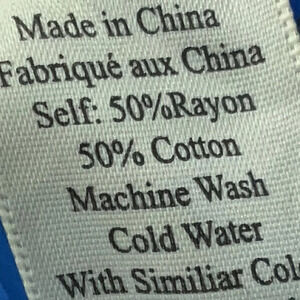 Made in China
Fabriqué aux China
Self: 50%Rayon
50% Cotton
Machine Wash
Cold Water
With Similiar